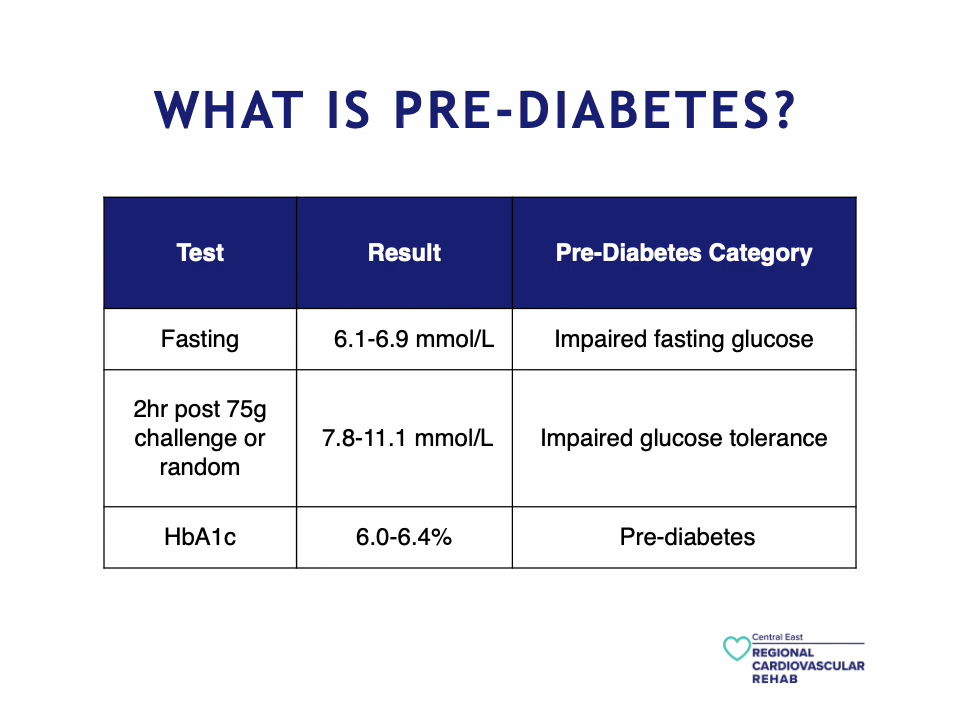 WHAT IS PRE-DIABETES?
Test Result Pre-Diabetes Category
Fasting 6.1-6.9 mmol/L Impaired fasting glucose
2hr post 75g
challenge or
random
7.8-11.1 mmol/L Impaired glucose tolerance
HbA1c 6.0-6.4% Pre-diabetes
Central East
REGIONAL
CARDIOVASCULAR
REHAB